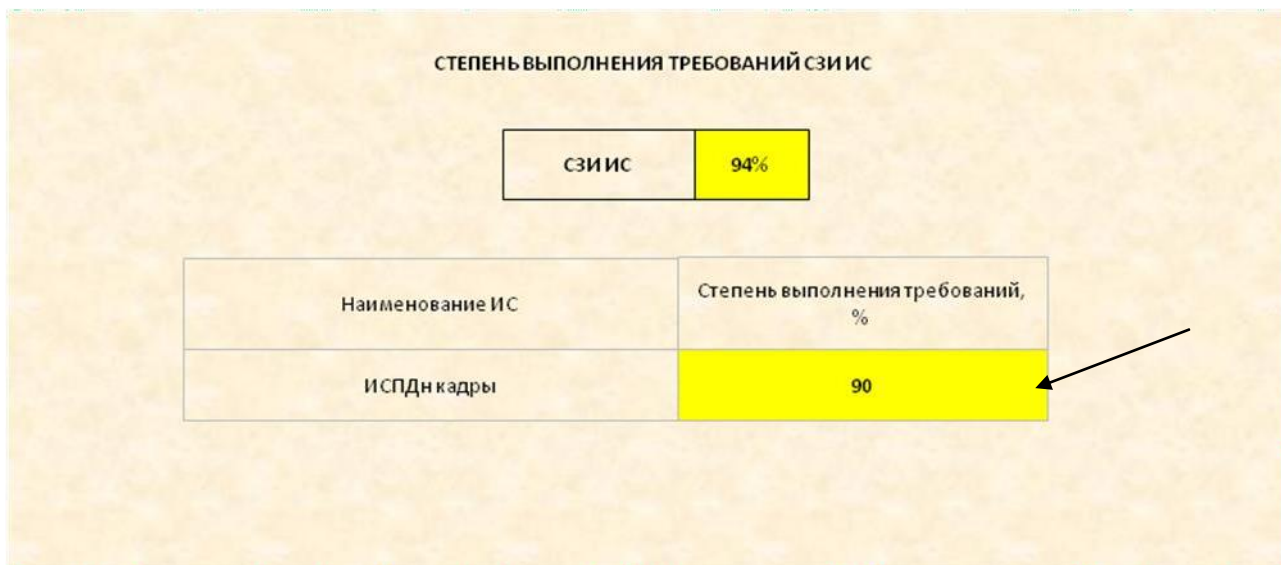 СТЕПЕНЬ ВЫПОЛНЕНИЯ ТРЕБОВАНИЙ СЗИ ИС
СЗИ ИС 94%
Наименование ИС
Степень выполнения требований,
%
ИСПДн кадры 90